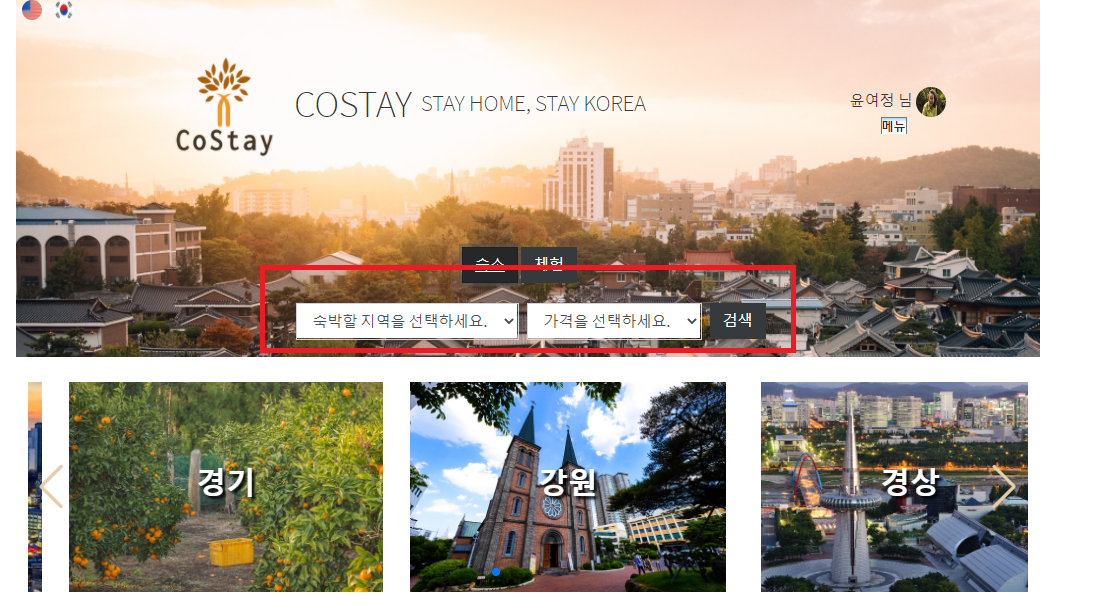 CoStay
COSTAY STAY HOME, STAY KOREA
윤여정 님
메뉴
숙소 체험
숙박할 지역을 선택하세요. 가격을 선택하세요. 검색
경기 강원 경상